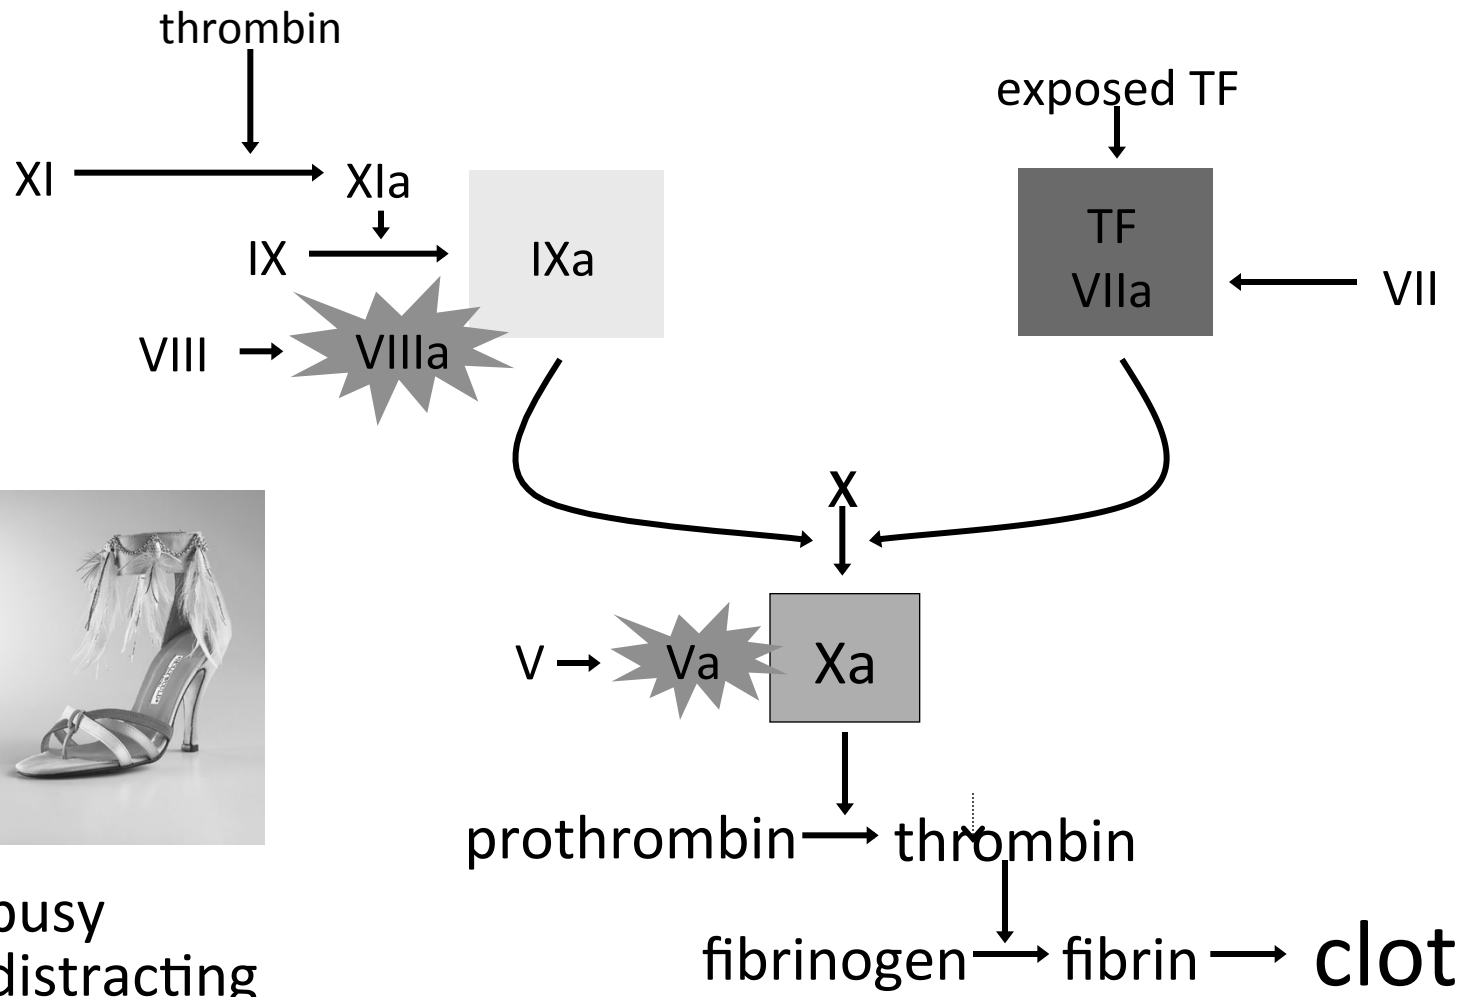 thrombin
exposed TF
XI
XIa
TF
IX
IXa
VIIa
VII
VIII
VIIIa
X
V
Va
Xa
prothrombin
thrombin
fibrinogen
fibrin
clot
busy
distracting